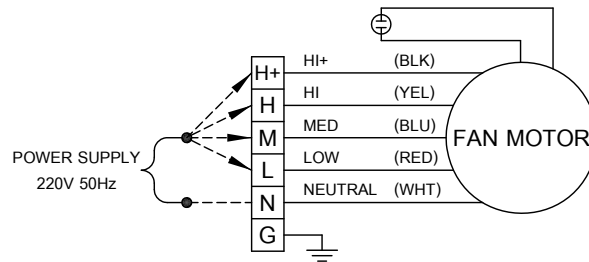 H+ HI+ (BLK)
H HI (YEL)
M MED (BLU)
L LOW (RED)
N NEUTRAL (WHT)
G
FAN MOTOR
POWER SUPPLY
220V 50Hz